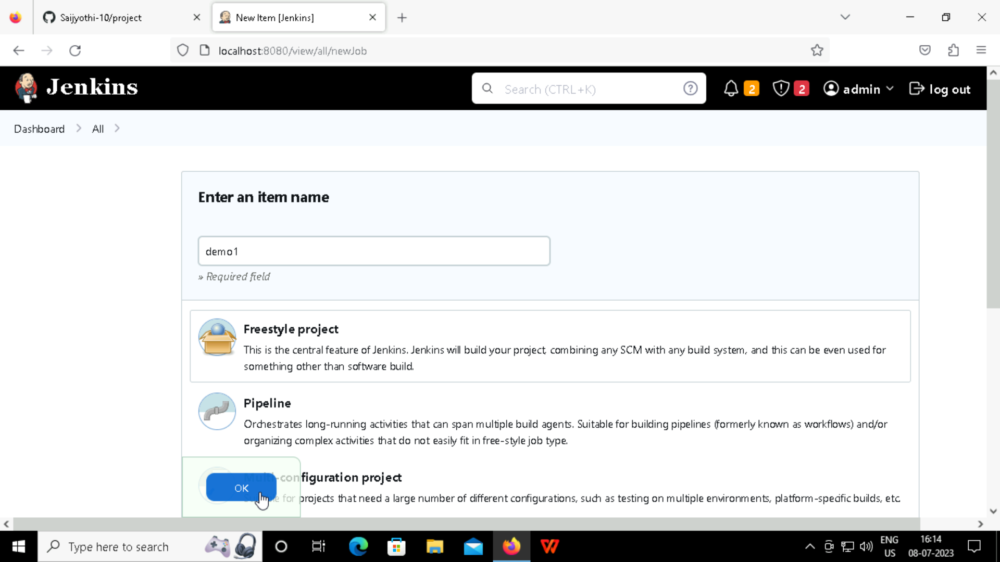 Saijyothi-10/project
New Item [Jenkins]
localhost:8080/view/all/newJob
Jenkins
Search (CTRL+K)
2
2
admin
log out
Dashboard
All
Enter an item name
demo1
» Required field
Freestyle project
This is the central feature of Jenkins. Jenkins will build your project, combining any SCM with any build system, and this can be even used for
something other than software build.
Pipeline
Orchestrates long-running activities that can span multiple build agents. Suitable for building pipelines (formerly known as workflows) and/or
organizing complex activities that do not easily fit in free-style job type.
Multi-configuration project
OK
for projects that need a large number of different configurations, such as testing on multiple environments, platform-specific builds, etc.
Type here to search
ENG
US
16:14
08-07-2023